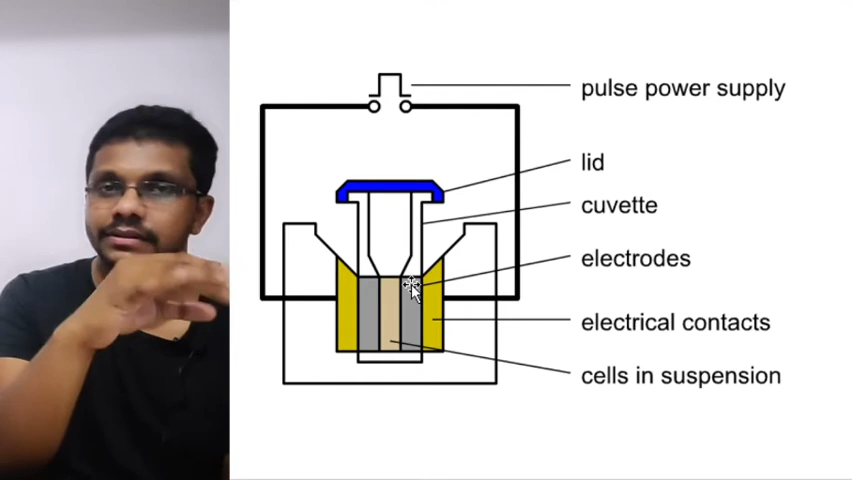 pulse power supply
lid
cuvette
electrodes
electrical contacts
cells in suspension